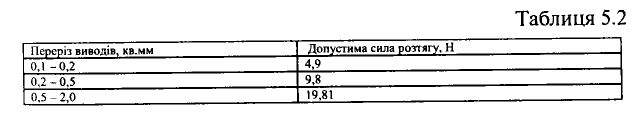 Таблиця 5.2
Переріз виводів, кв.мм Допустима сила розтягу, Н
0,1 – 0,2 4,9
0,2 – 0,5 9,8
0,5 – 2,0 19,81